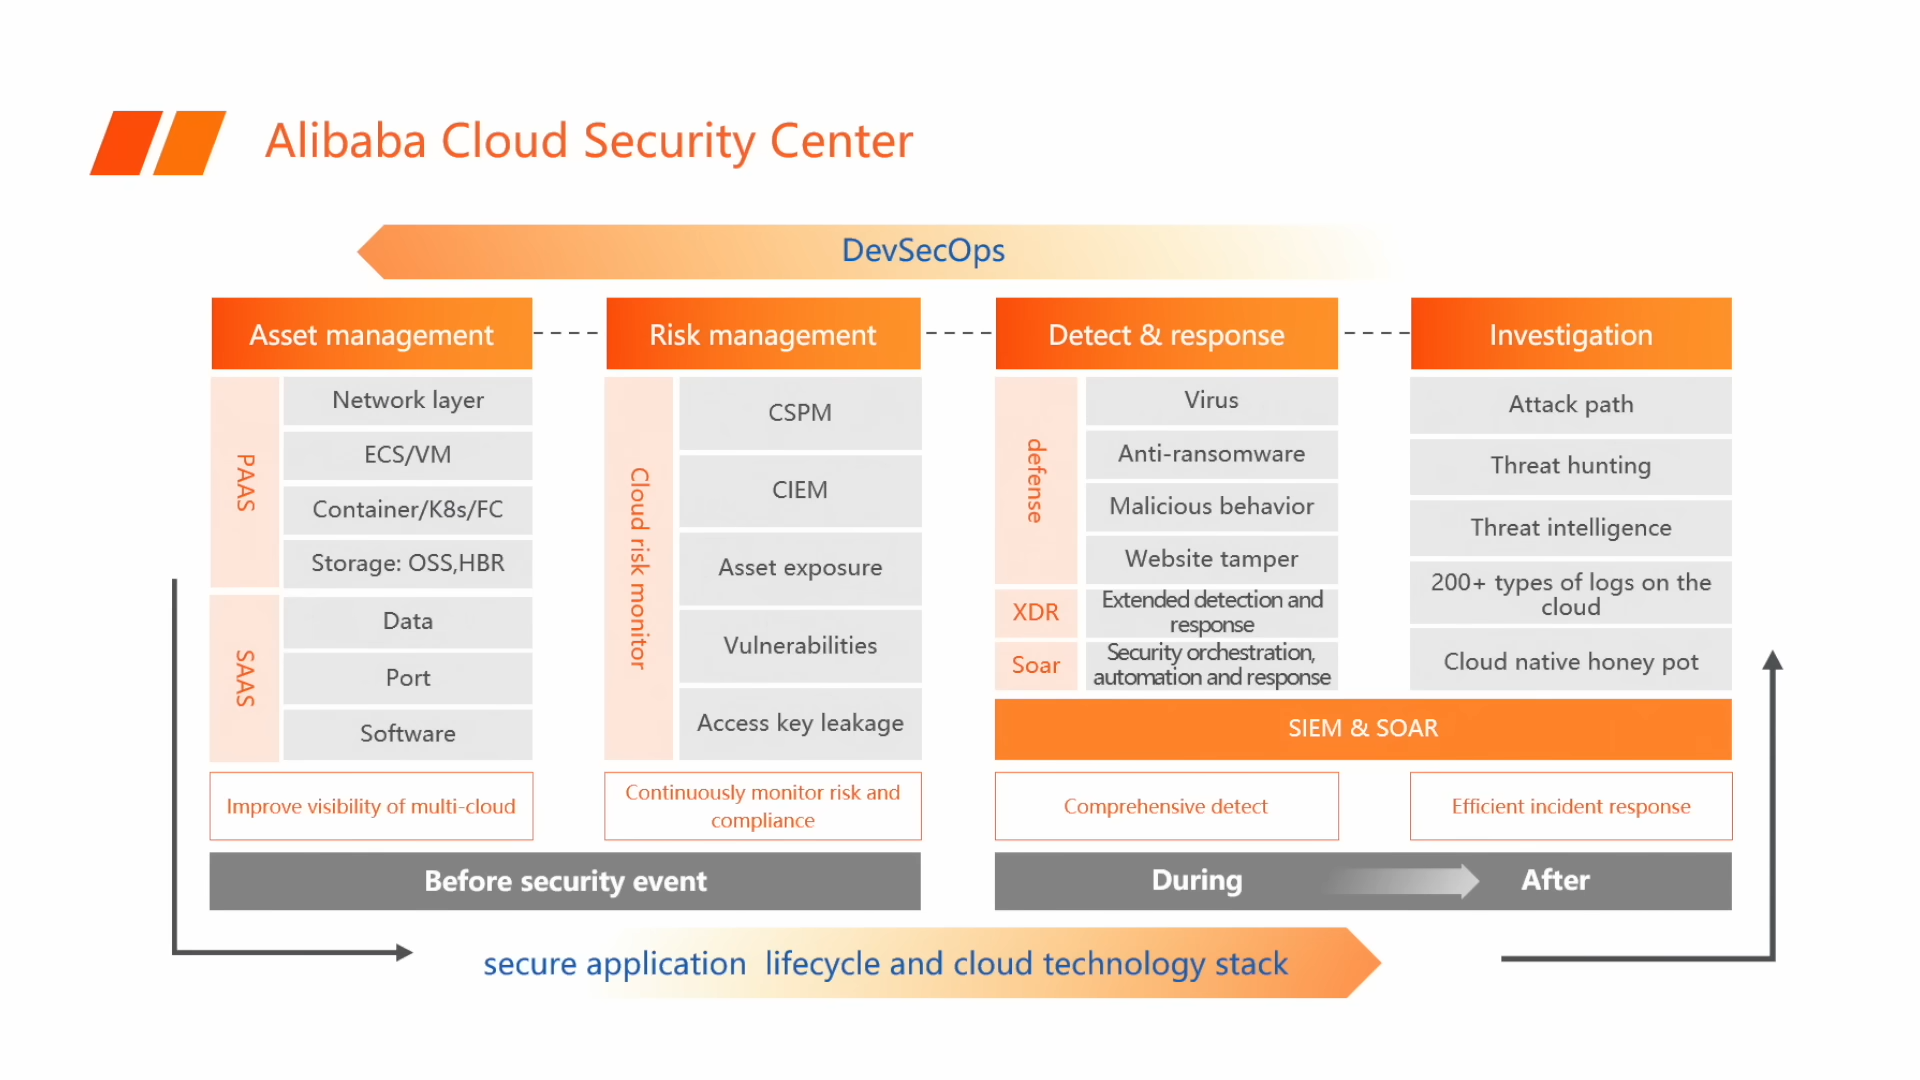 Alibaba Cloud Security Center
DevSecOps
Asset management
PAAS
Network layer
ECS/VM
Container/K8s/FC
Storage: OSS,HBR
SAAS
Data
Port
Software
Improve visibility of multi-cloud
Risk management
Cloud risk monitor
CSPM
CIEM
Asset exposure
Vulnerabilities
Access key leakage
Continuously monitor risk and
compliance
Before security event
Detect & response
defense
Virus
Anti-ransomware
Malicious behavior
Website tamper
XDR
Extended detection and
response
Soar
Security orchestration,
automation and response
Investigation
Attack path
Threat hunting
Threat intelligence
200+ types of logs on the
cloud
Cloud native honey pot
SIEM & SOAR
Comprehensive detect
Efficient incident response
During
After
secure application  lifecycle and cloud technology stack